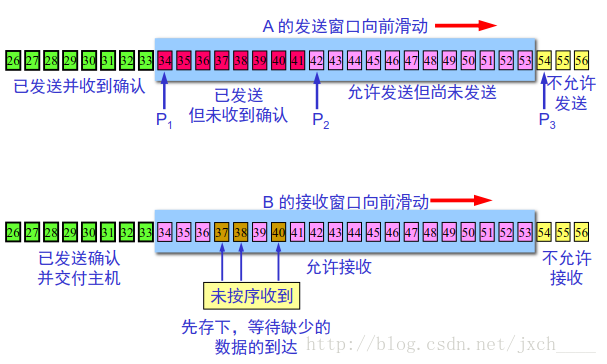 A 的发送窗口向前滑动
26 27 28 29 30 31 32 33 34 35 36 37 38 39 40 41 42 43 44 45 46 47 48 49 50 51 52 53 54 55 56
已发送并收到确认
已发送
但未收到确认
允许发送但尚未发送
不允许
发送
P1
P2
P3
B 的接收窗口向前滑动
26 27 28 29 30 31 32 33 34 35 36 37 38 39 40 41 42 43 44 45 46 47 48 49 50 51 52 53 54 55 56
已发送确认
并交付主机
允许接收
不允许
接收
未按序收到
先存下，等待缺少的
数据的到达
http://blog.csdn.net/jxch____